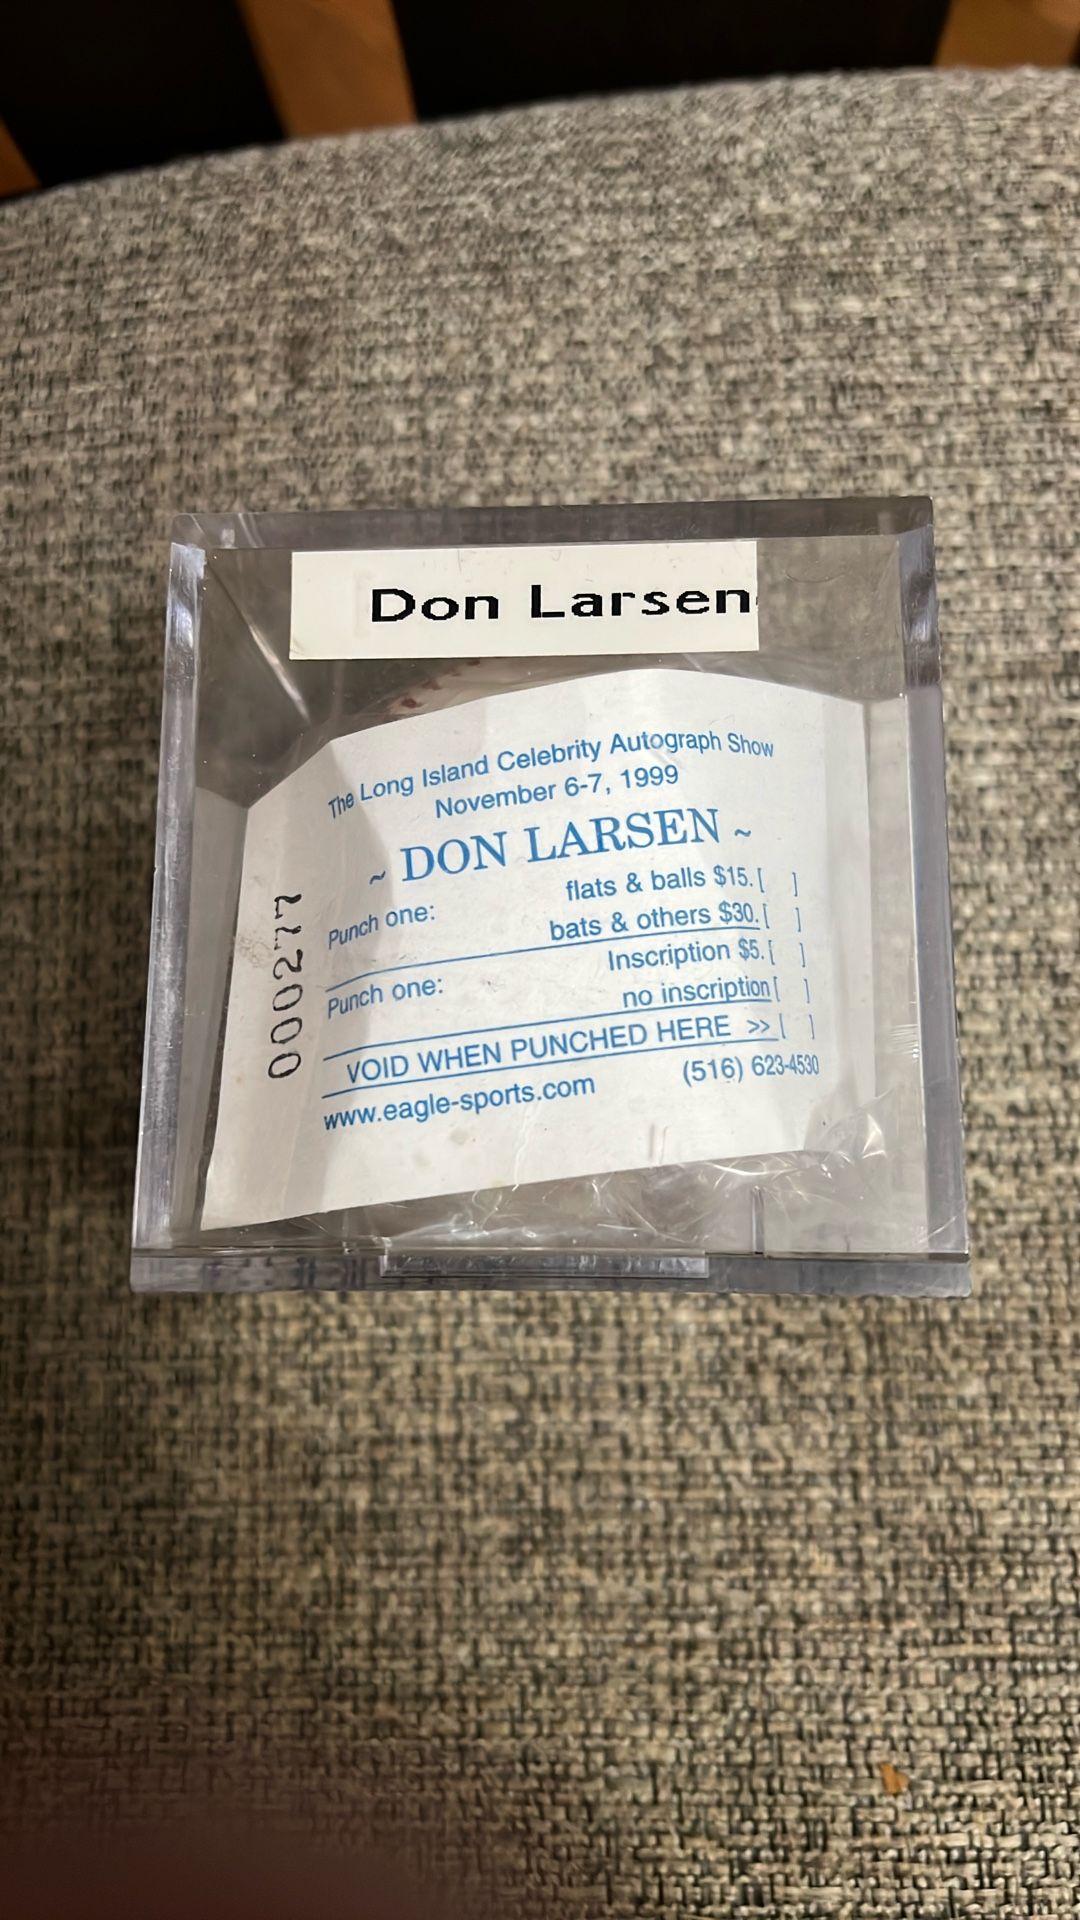 Don Larsen
The Long Island Celebrity Autograph Show
November 6-7, 1999
~ DON LARSEN ~
flats & balls $15.[ ]
Punch one:
bats & others $30.[ ]
Inscription $5.[ ]
Punch one:
no inscription[ ]
VOID WHEN PUNCHED HERE >>[ ]
www.eagle-sports.com (516) 623-4530
000277